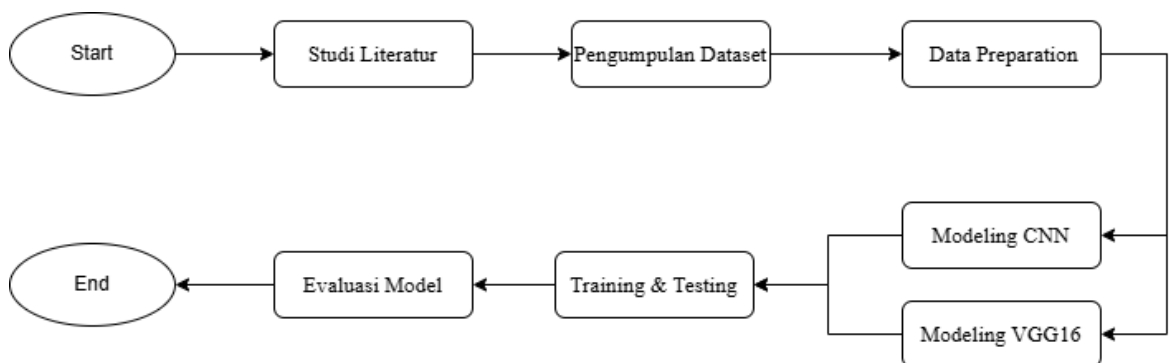 Start
Studi Literatur
Pengumpulan Dataset
Data Preparation
Modeling CNN
Modeling VGG16
Training & Testing
Evaluasi Model
End